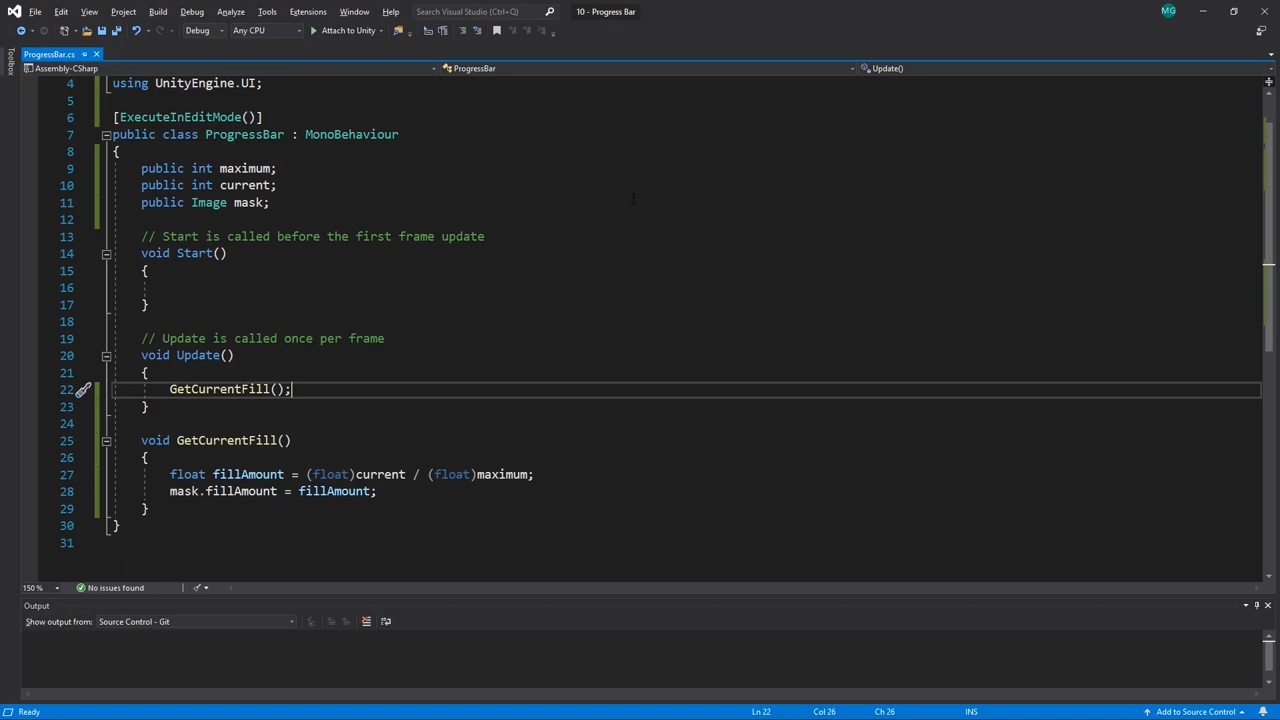 File Edit View Git Project Build Debug Analyze Tools Extensions Window Help Search Visual Studio (Ctrl+Q) 10 - Progress Bar MG
Debug Any CPU Attach to Unity
Toolbox
ProgressBar.cs
Assembly-CSharp ProgressBar Update()
4 using UnityEngine.UI;
5
6 [ExecuteInEditMode()]
7 public class ProgressBar : MonoBehaviour
8 {
9 public int maximum;
10 public int current;
11 public Image mask;
12
13 // Start is called before the first frame update
14 void Start()
15 {
16
17 }
18
19 // Update is called once per frame
20 void Update()
21 {
22 GetCurrentFill();
23 }
24
25 void GetCurrentFill()
26 {
27 float fillAmount = (float)current / (float)maximum;
28 mask.fillAmount = fillAmount;
29 }
30 }
31
150 % No issues found
Output
Show output from: Source Control - Git
Ready Ln 22 Col 26 Ch 26 INS Add to Source Control